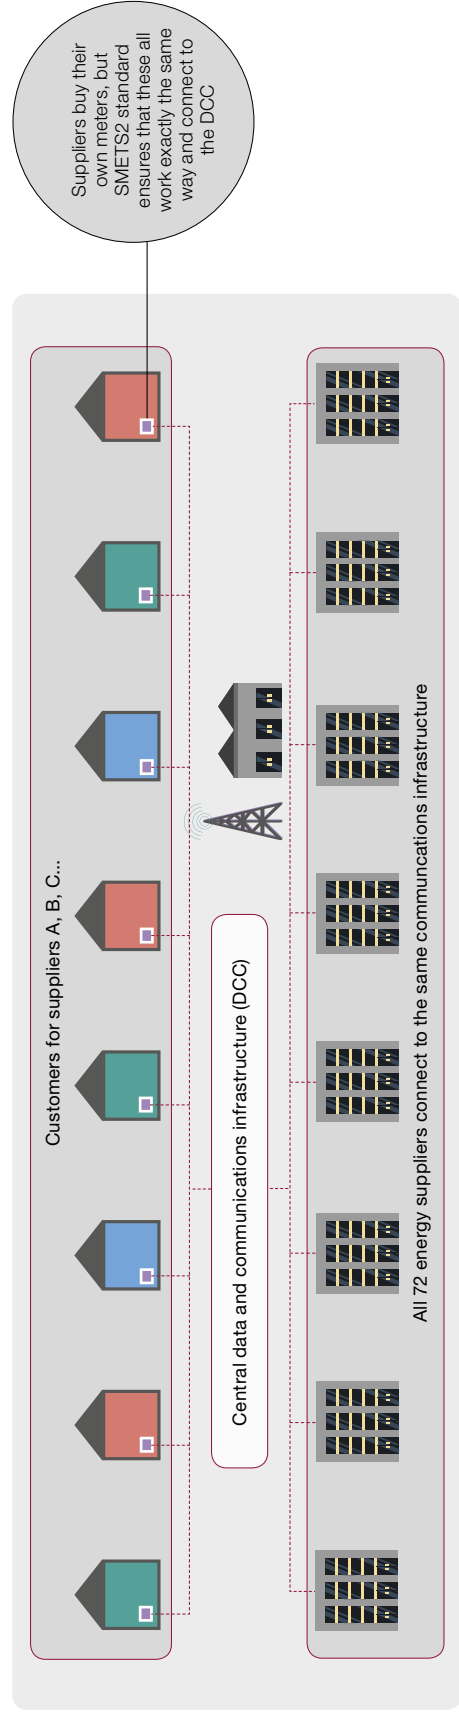 Suppliers buy their
own meters, but
SMETS2 standard
ensures that these all
work exactly the same
way and connect to
the DCC
Customers for suppliers A, B, C...
Central data and communications infrastructure (DCC)
All 72 energy suppliers connect to the same communcations infrastructure